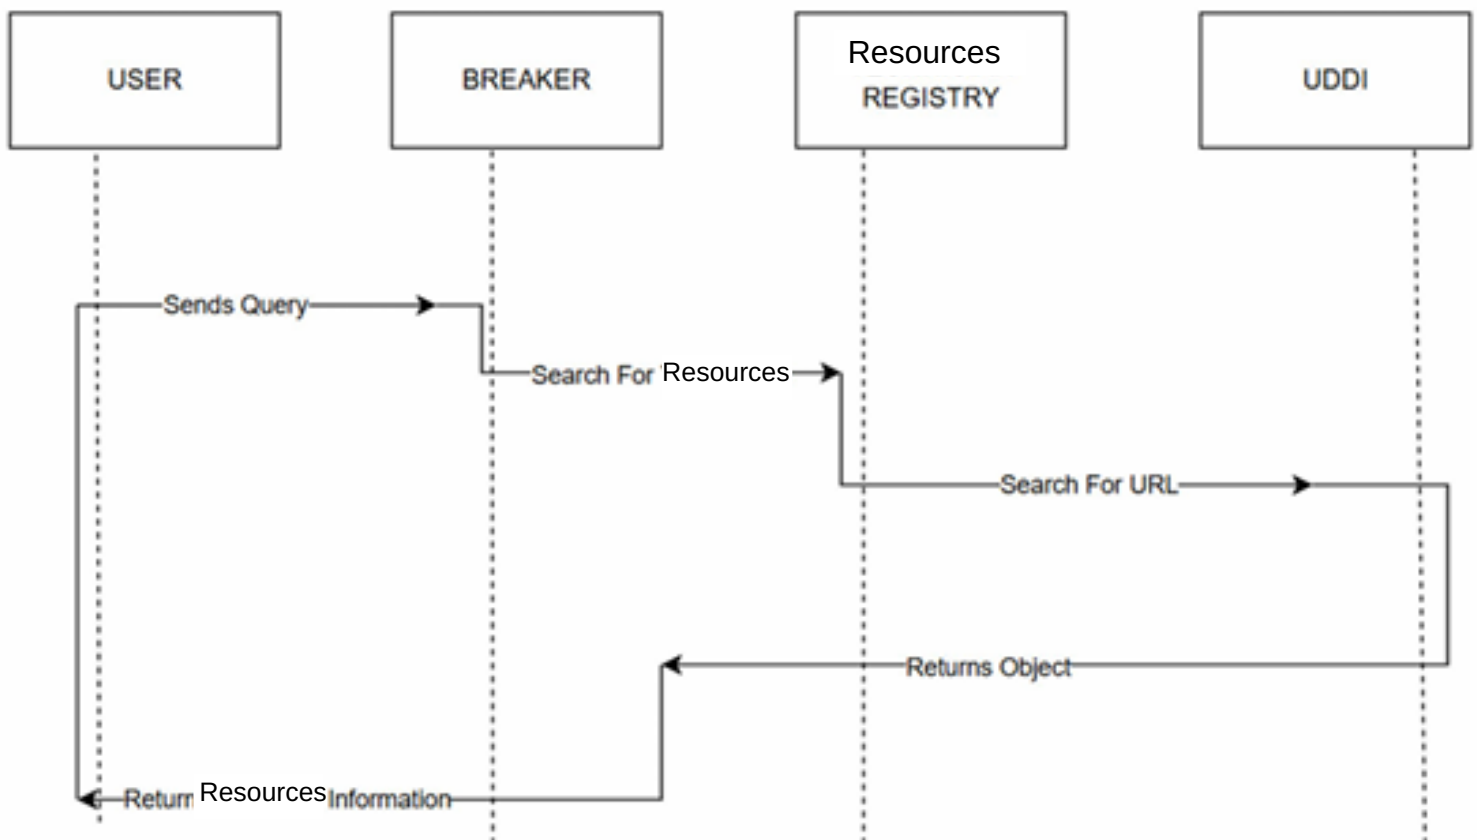 USER
BREAKER
Resources
REGISTRY
UDDI
Sends Query
Search For Resources
Search For URL
Returns Object
Return Resources Information